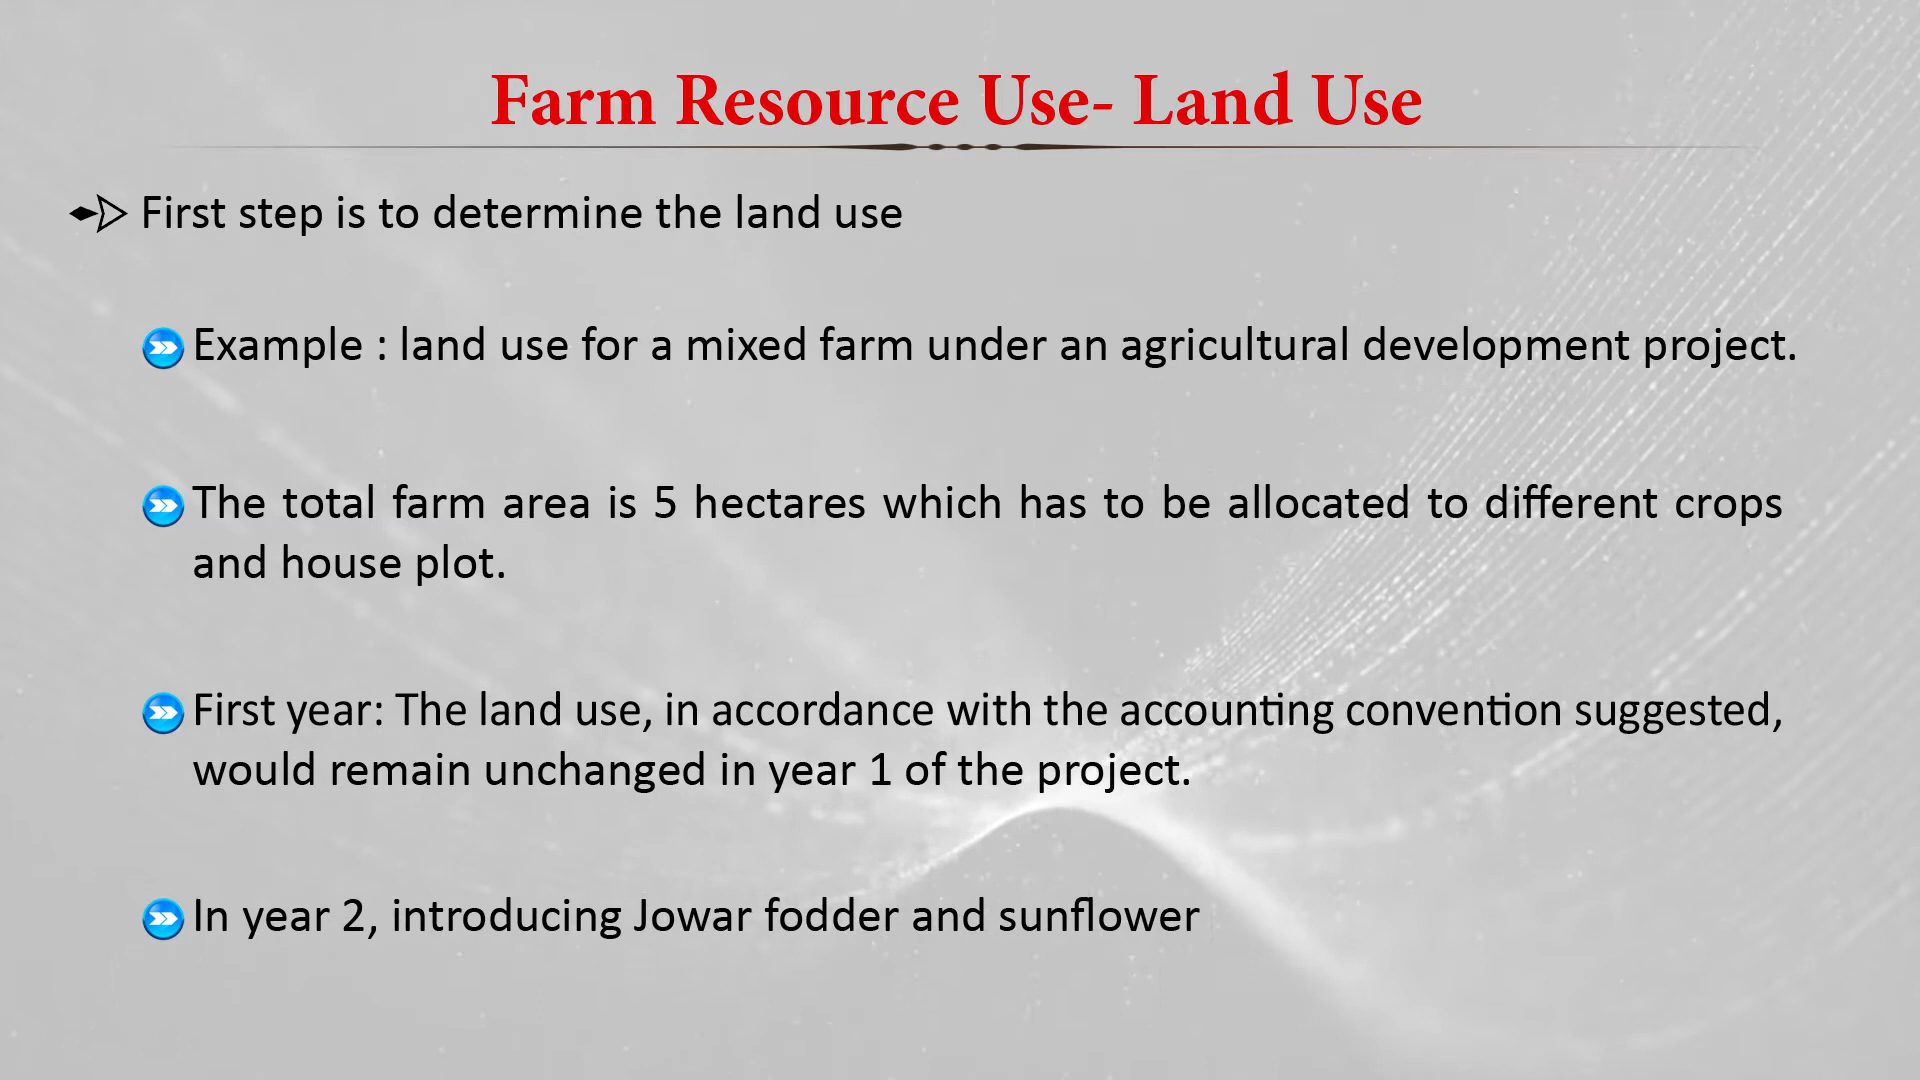 Farm Resource Use- Land Use
First step is to determine the land use
Example : land use for a mixed farm under an agricultural development project.
The total farm area is 5 hectares which has to be allocated to different crops
and house plot.
First year: The land use, in accordance with the accounting convention suggested,
would remain unchanged in year 1 of the project.
In year 2, introducing Jowar fodder and sunflower